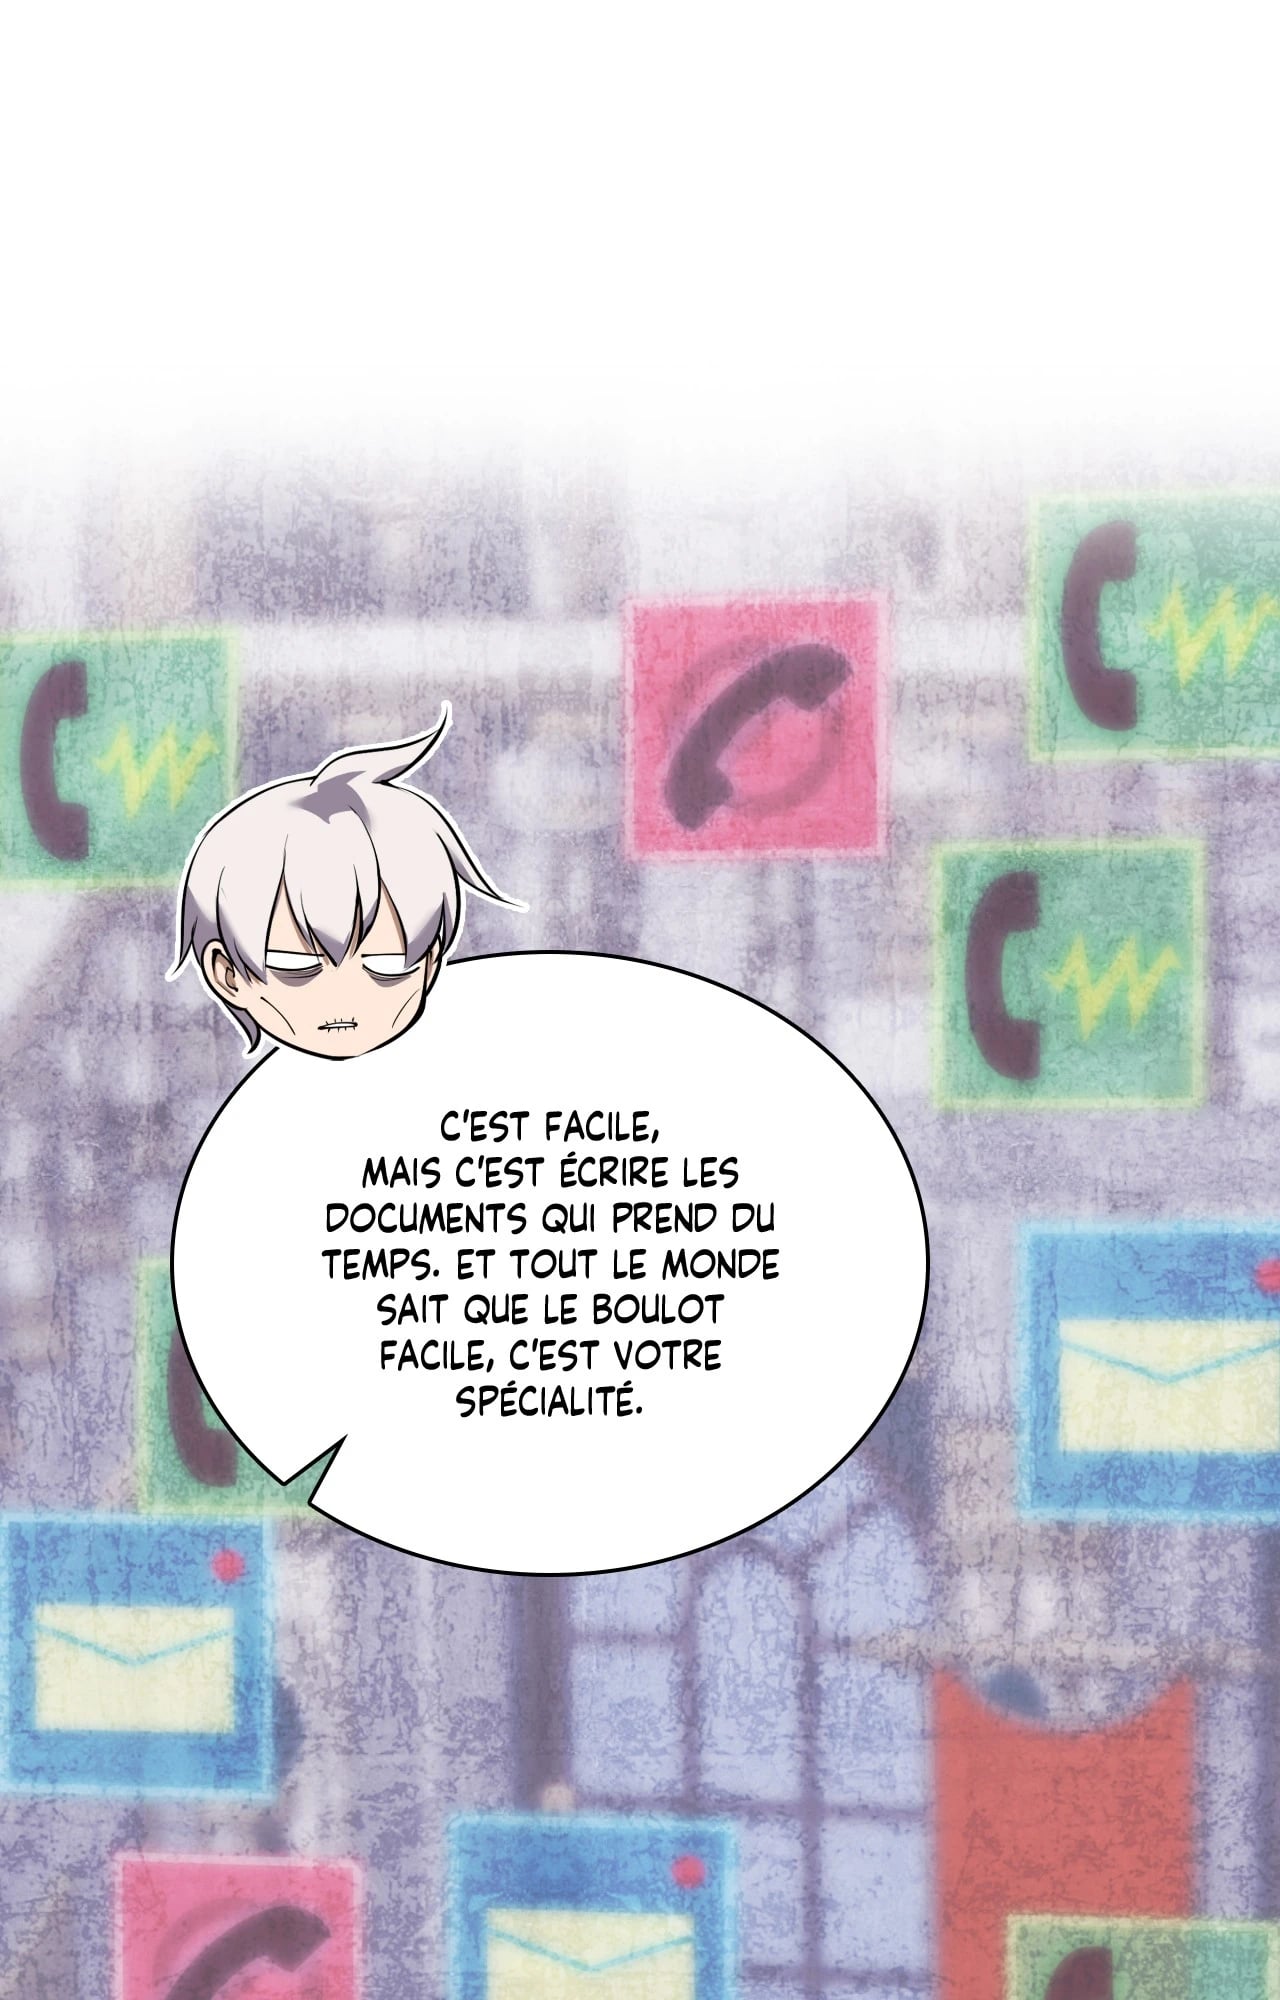 C'EST FACILE,
MAIS C'EST ÉCRIRE LES
DOCUMENTS QUI PREND DU
TEMPS. ET TOUT LE MONDE
SAIT QUE LE BOULOT
FACILE, C'EST VOTRE
SPÉCIALITÉ.